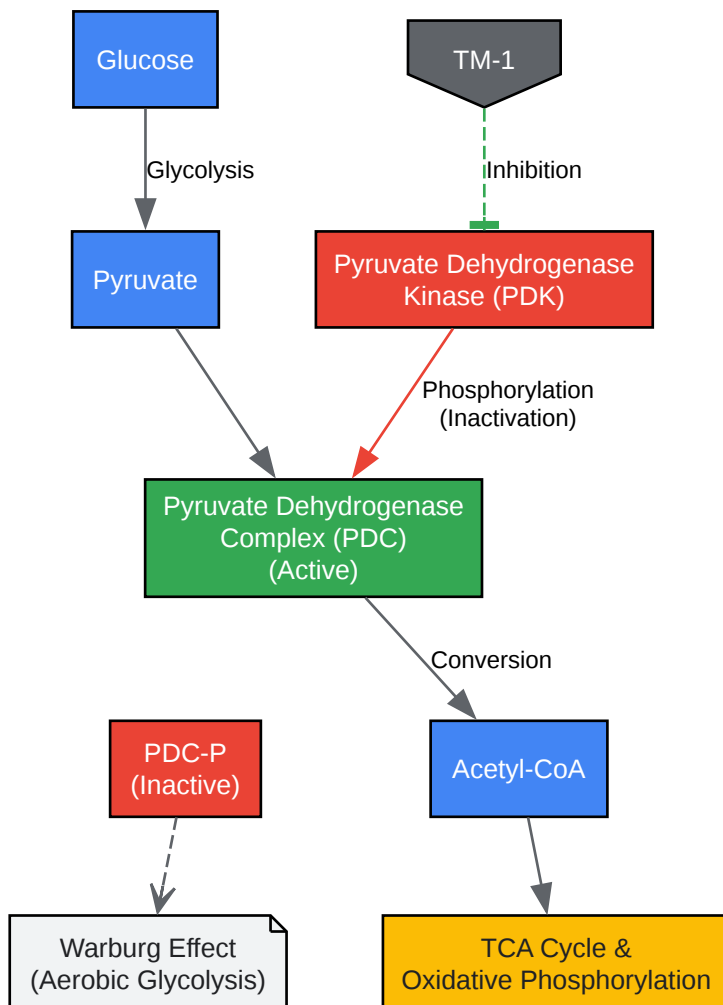 Glucose
TM-1
Glycolysis
Inhibition
Pyruvate
Pyruvate Dehydrogenase
Kinase (PDK)
Phosphorylation
(Inactivation)
Pyruvate Dehydrogenase
Complex (PDC)
(Active)
Conversion
PDC-P
(Inactive)
Acetyl-CoA
Warburg Effect
(Aerobic Glycolysis)
TCA Cycle &
Oxidative Phosphorylation